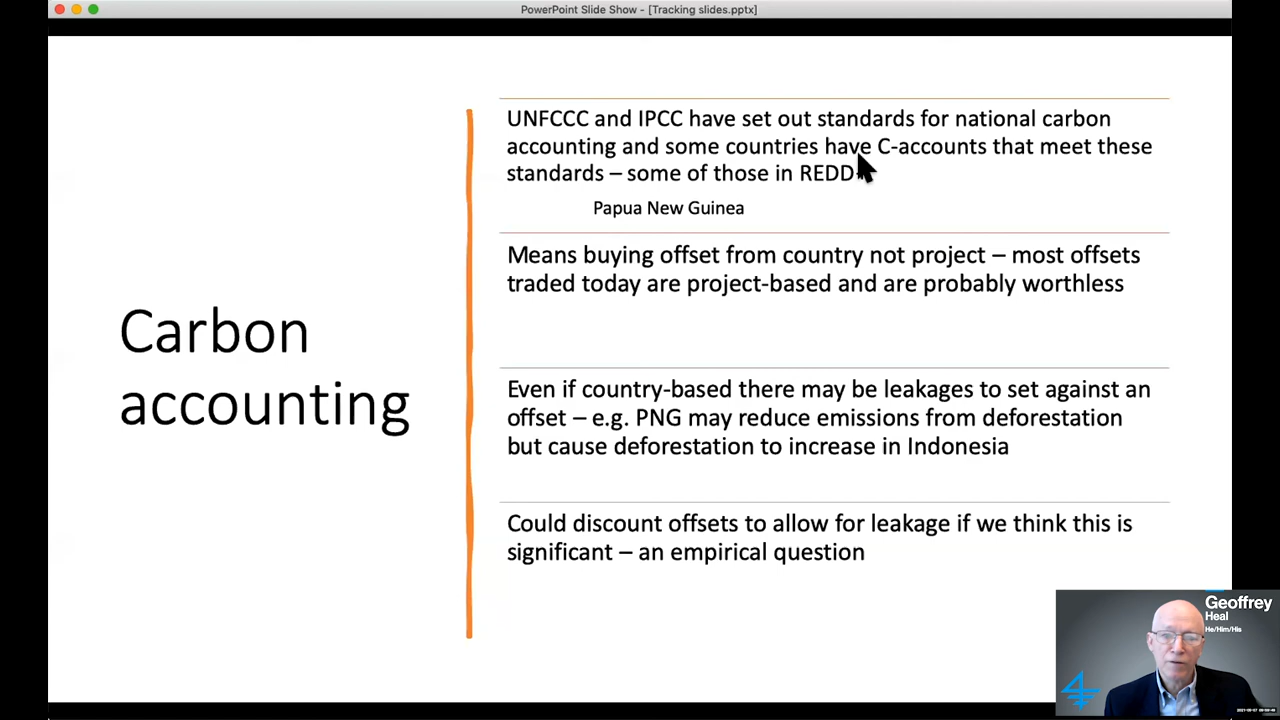 PowerPoint Slide Show - [Tracking slides.pptx]
UNFCCC and IPCC have set out standards for national carbon
accounting and some countries have C-accounts that meet these
standards – some of those in REDD
Papua New Guinea
Means buying offset from country not project – most offsets
traded today are project-based and are probably worthless
Carbon
accounting
Even if country-based there may be leakages to set against an
offset – e.g. PNG may reduce emissions from deforestation
but cause deforestation to increase in Indonesia
Could discount offsets to allow for leakage if we think this is
significant – an empirical question
Geoffrey
Heal
He/Him/His